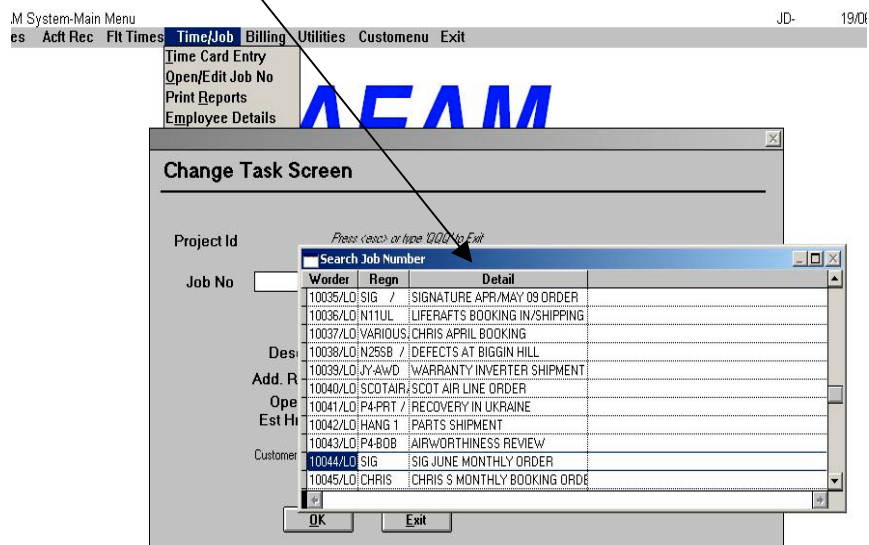 .M System-Main Menu JD- 19/0
es Acft Rec Flt Times Time/Job Billing Utilities Customenu Exit
Time Card Entry
Open/Edit Job No
Print Reports
Employee Details
AFAM
Change Task Screen
Project Id Press <esc> or type 'QQQ' to Exit
Search Job Number
Job No
Worder Regn Detail
10035/LO SIG / SIGNATURE APR/MAY 09 ORDER
10036/LO N11UL LIFERAFTS BOOKING IN/SHIPPING
10037/LO VARIOUS, CHRIS APRIL BOOKING
Des
10038/LO N25SB / DEFECTS AT BIGGIN HILL
10039/LO JY-AWD WARRANTY INVERTER SHIPMENT
Add. R
10040/LO SCOTAIR SCOT AIR LINE ORDER
Ope
10041/LO P4-PRT / RECOVERY IN UKRAINE
Est H
10042/LO HANG 1 PARTS SHIPMENT
10043/LO P4-BOB AIRWORTHINESS REVIEW
Customer
10044/LO SIG SIG JUNE MONTHLY ORDER
10045/LO CHRIS CHRIS S MONTHLY BOOKING ORDE
OK Exit